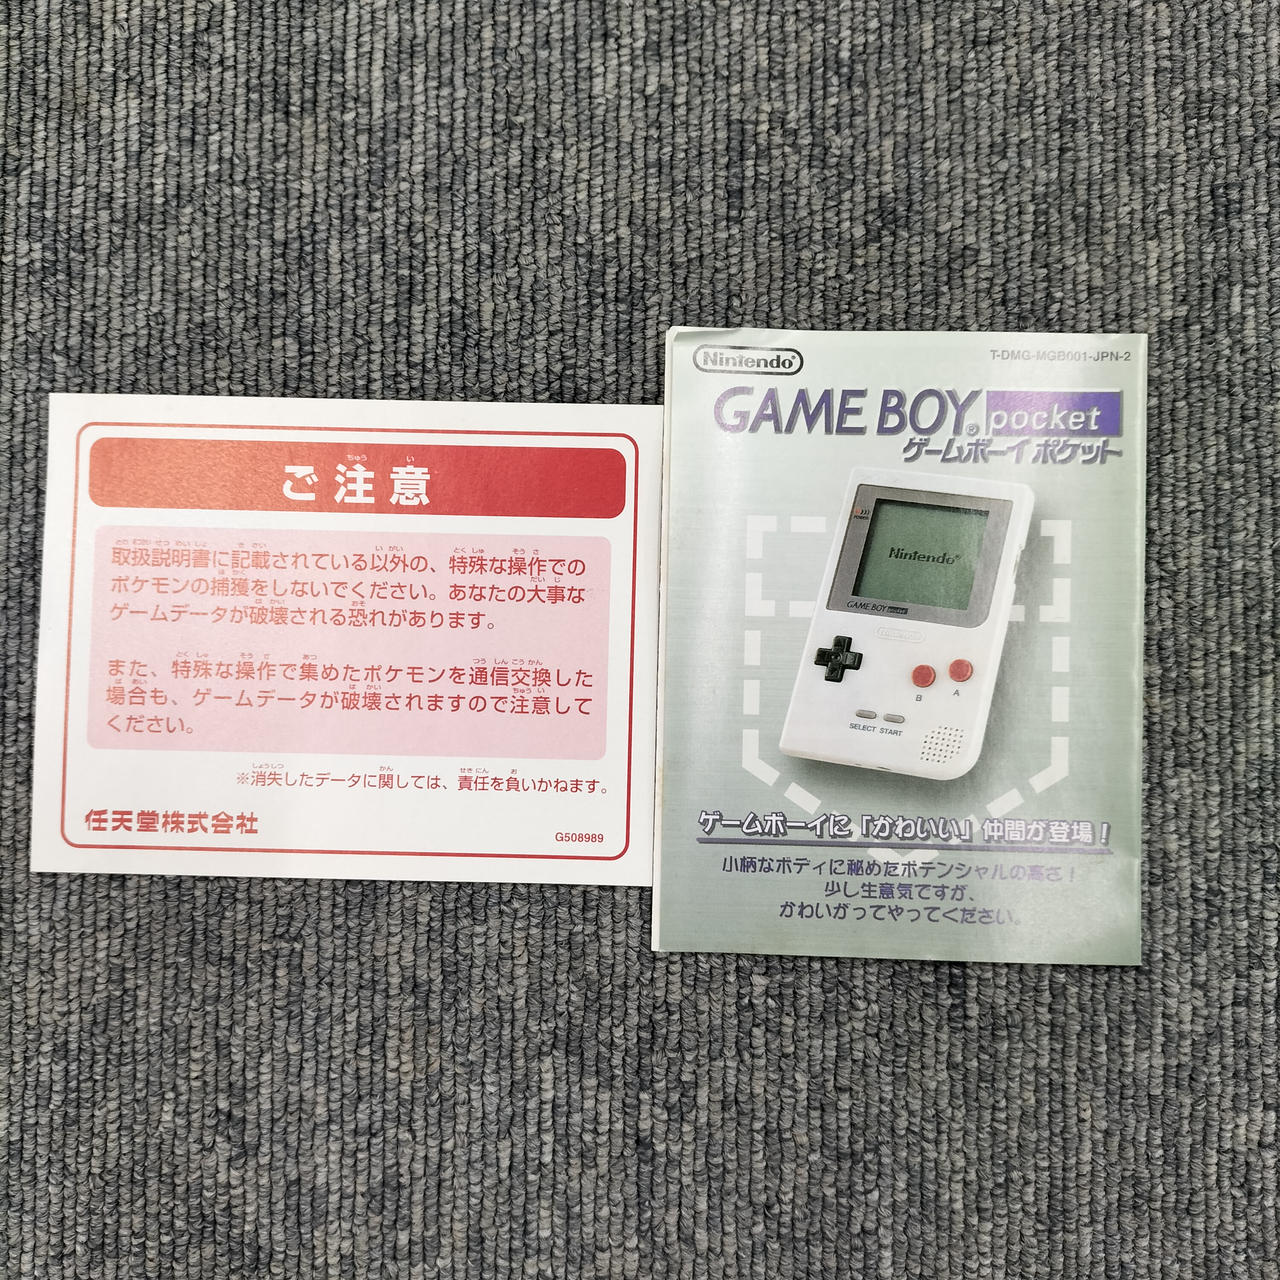 ご注意
取扱説明書に記載されている以外の、特殊な操作での
ポケモンの捕獲をしないでください。あなたの大事な
ゲームデータが破壊される恐れがあります。
また、特殊な操作で集めたポケモンを通信交換した
場合も、ゲームデータが破壊されますので注意して
ください。
※消失したデータに関しては、責任を負いかねます。
任天堂株式会社
G508989
Nintendo®
T-DMG-MGB001-JPN-2
GAME BOY® pocket
ゲームボーイ ポケット
POWER
Nintendo®
GAME BOY pocket
Nintendo
B A
SELECT START
ゲームボーイに「かわいい」仲間が登場!
小柄なボディに秘めたポテンシャルの高さ!
少し生意気ですが、
かわいがってやってください。